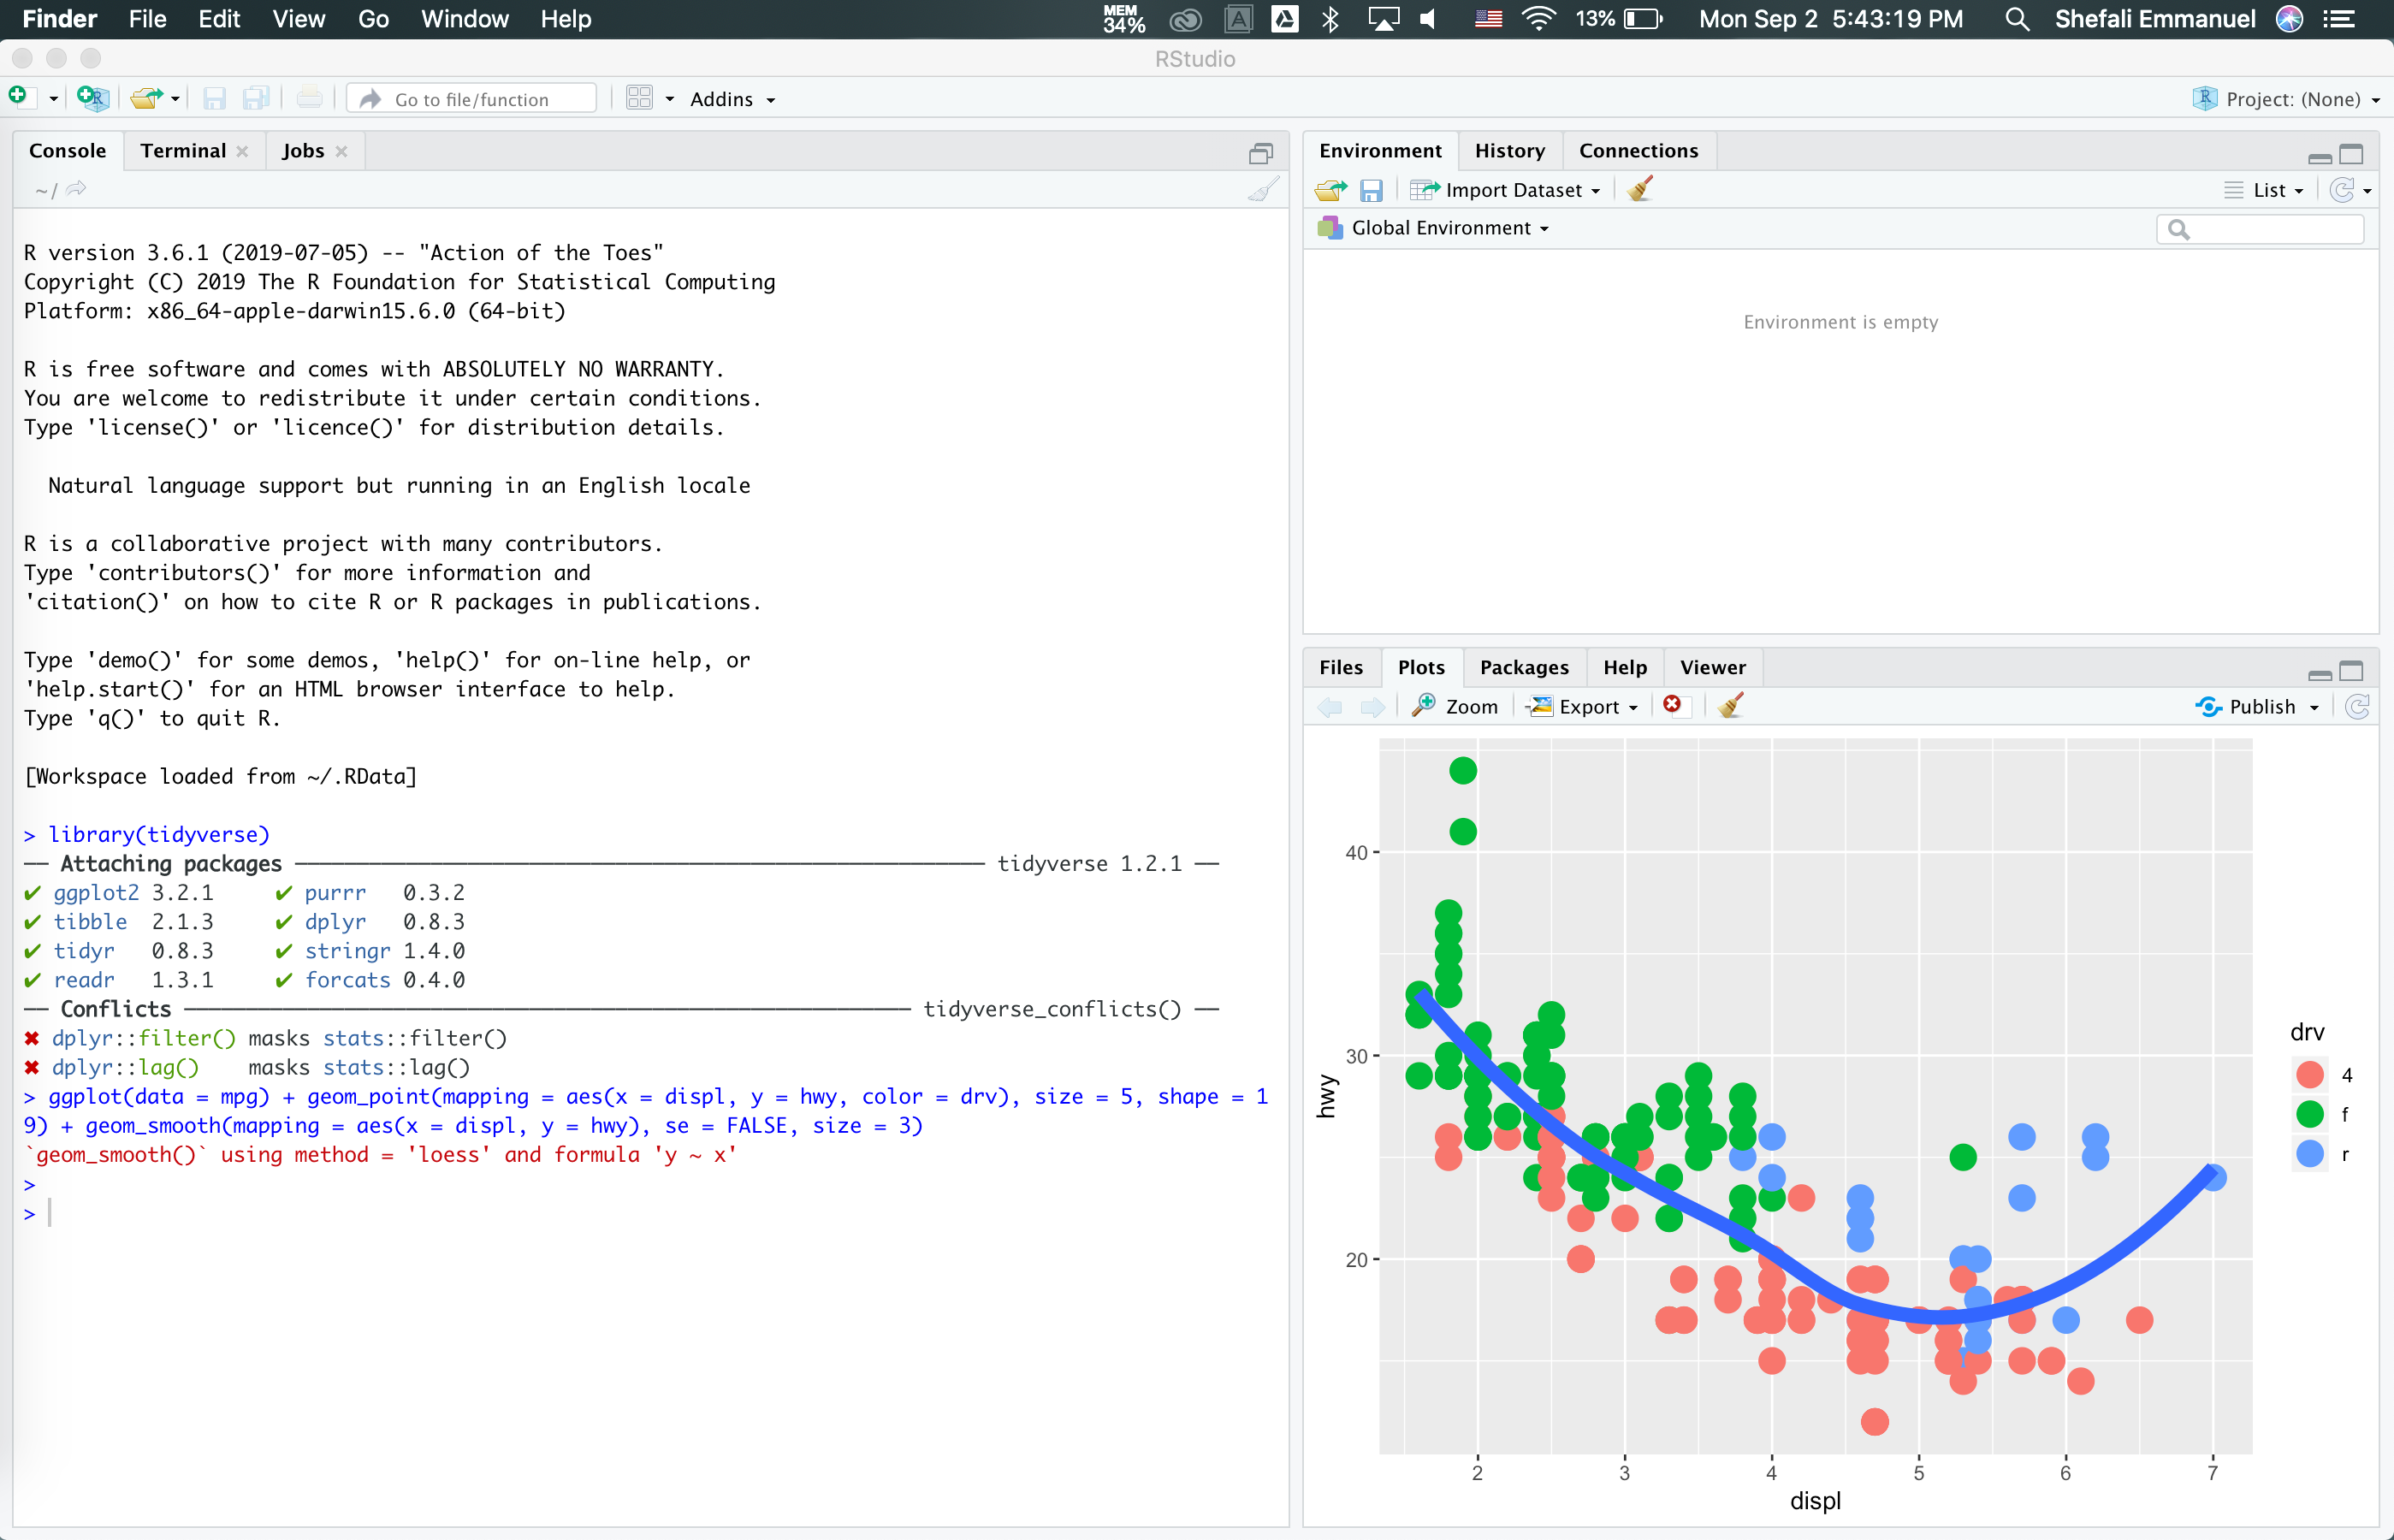 Finder File Edit View Go Window Help MEM 34% A 13% Mon Sep 2 5:43:19 PM Shefali Emmanuel
RStudio
R Go to file/function Addins R Project: (None)
Console Terminal Jobs
~/
R version 3.6.1 (2019-07-05) -- "Action of the Toes"
Copyright (C) 2019 The R Foundation for Statistical Computing
Platform: x86_64-apple-darwin15.6.0 (64-bit)
R is free software and comes with ABSOLUTELY NO WARRANTY.
You are welcome to redistribute it under certain conditions.
Type 'license()' or 'licence()' for distribution details.
Natural language support but running in an English locale
R is a collaborative project with many contributors.
Type 'contributors()' for more information and
'citation()' on how to cite R or R packages in publications.
Type 'demo()' for some demos, 'help()' for on-line help, or
'help.start()' for an HTML browser interface to help.
Type 'q()' to quit R.
[Workspace loaded from ~/.RData]
> library(tidyverse)
── Attaching packages ──────────────────── tidyverse 1.2.1 ──
✔ ggplot2 3.2.1 ✔ purrr 0.3.2
✔ tibble 2.1.3 ✔ dplyr 0.8.3
✔ tidyr 0.8.3 ✔ stringr 1.4.0
✔ readr 1.3.1 ✔ forcats 0.4.0
── Conflicts ──────────────────── tidyverse_conflicts() ──
✖ dplyr::filter() masks stats::filter()
✖ dplyr::lag() masks stats::lag()
> ggplot(data = mpg) + geom_point(mapping = aes(x = displ, y = hwy, color = drv), size = 5, shape = 1
9) + geom_smooth(mapping = aes(x = displ, y = hwy), se = FALSE, size = 3)
`geom_smooth()` using method = 'loess' and formula 'y ~ x'
>
>
Environment History Connections
Import Dataset List
Global Environment
Environment is empty
Files Plots Packages Help Viewer
Zoom Export Publish
40
30
20
hwy
2 3 4 5 6 7
displ
drv
4
f
r